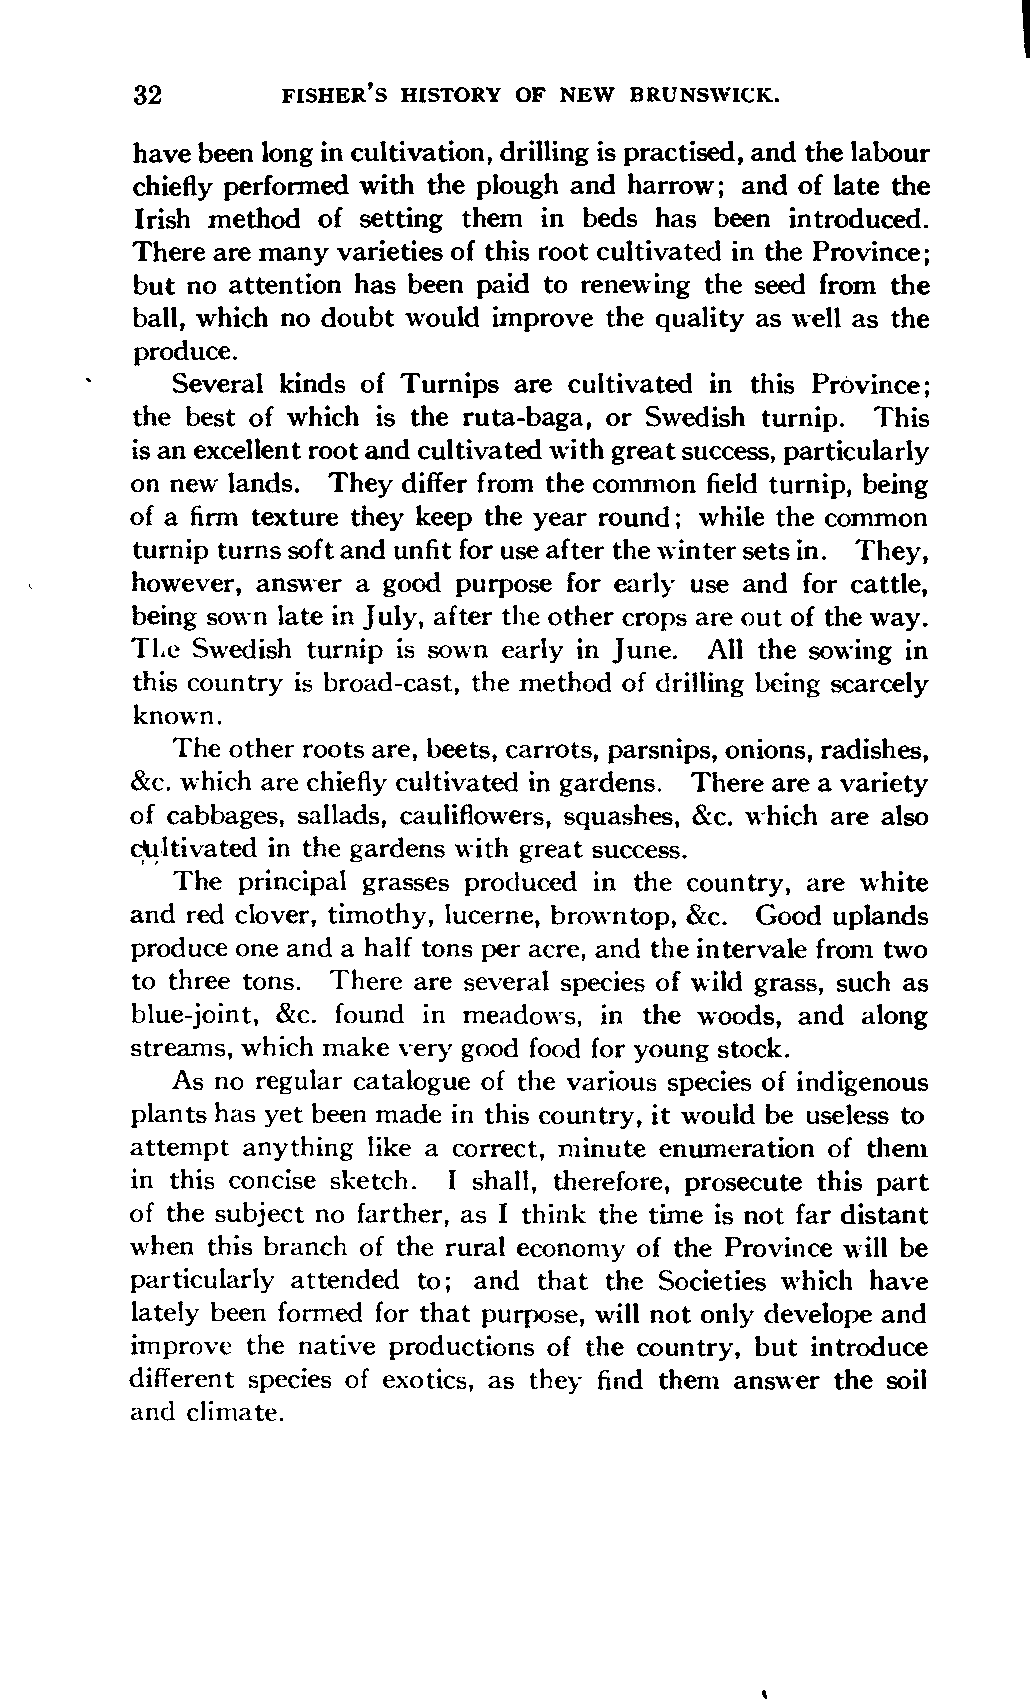 32 FISHER'S HISTORY OF NEW BRUNSWICK.
have been long in cultivation, drilling is practised, and the labour
chiefly performed with the plough and harrow; and of late the
Irish method of setting them in beds has been introduced.
There are many varieties of this root cultivated in the Province;
but no attention has been paid to renewing the seed from the
ball, which no doubt would improve the quality as well as the
produce.
Several kinds of Turnips are cultivated in this Province;
the best of which is the ruta-baga, or Swedish turnip. This
is an excellent root and cultivated with great success, particularly
on new lands. They differ from the common field turnip, being
of a firm texture they keep the year round; while the common
turnip turns soft and unfit for use after the winter sets in. They,
however, answer a good purpose for early use and for cattle,
being sown late in July, after the other crops are out of the way.
The Swedish turnip is sown early in June. All the sowing in
this country is broad-cast, the method of drilling being scarcely
known.
The other roots are, beets, carrots, parsnips, onions, radishes,
&c. which are chiefly cultivated in gardens. There are a variety
of cabbages, sallads, cauliflowers, squashes, &c. which are also
cultivated in the gardens with great success.
The principal grasses produced in the country, are white
and red clover, timothy, lucerne, browntop, &c. Good uplands
produce one and a half tons per acre, and the intervale from two
to three tons. There are several species of wild grass, such as
blue-joint, &c. found in meadows, in the woods, and along
streams, which make very good food for young stock.
As no regular catalogue of the various species of indigenous
plants has yet been made in this country, it would be useless to
attempt anything like a correct, minute enumeration of them
in this concise sketch. I shall, therefore, prosecute this part
of the subject no farther, as I think the time is not far distant
when this branch of the rural economy of the Province will be
particularly attended to; and that the Societies which have
lately been formed for that purpose, will not only develope and
improve the native productions of the country, but introduce
different species of exotics, as they find them answer the soil
and climate.